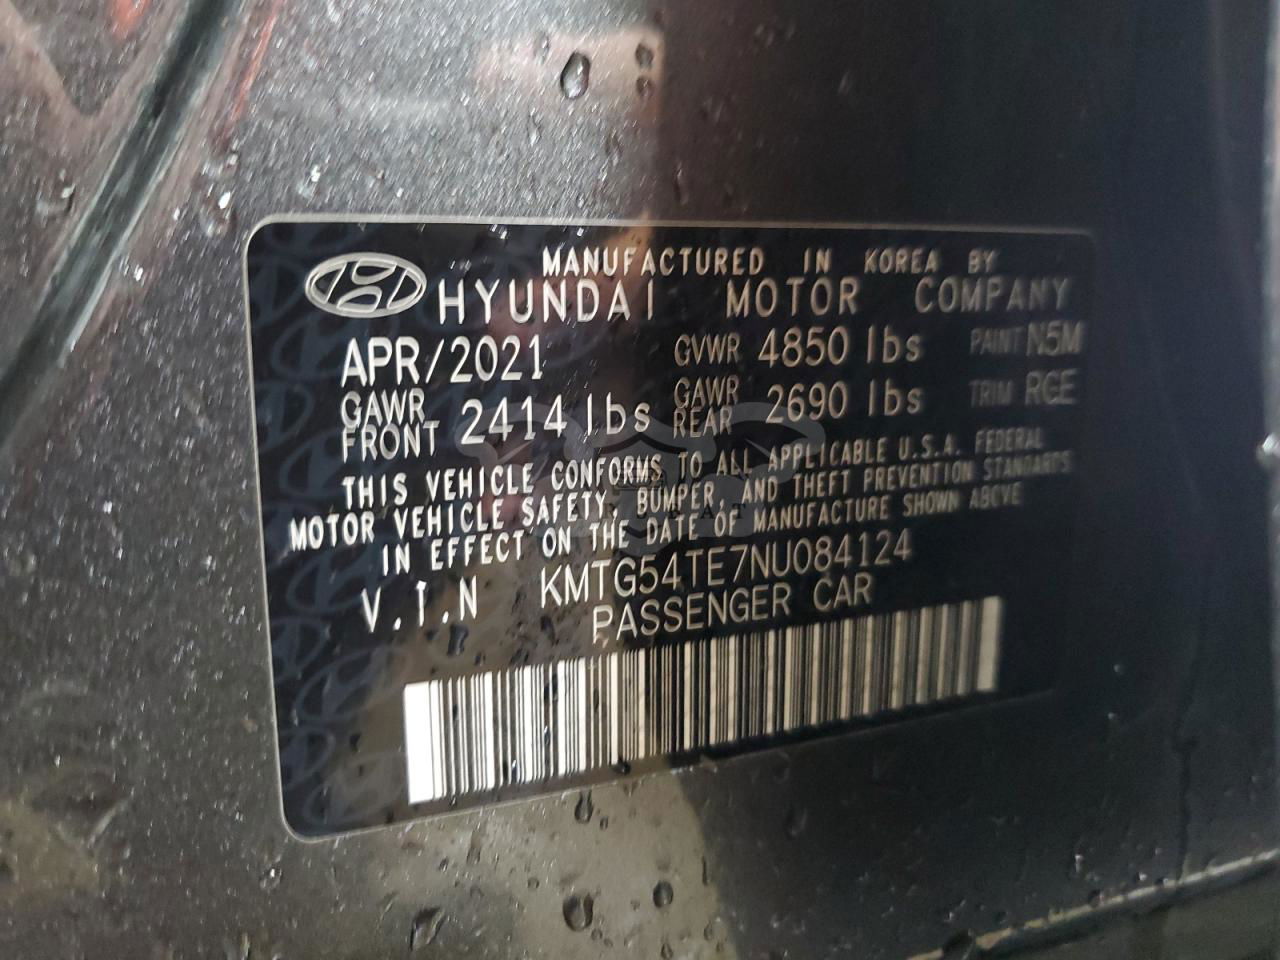 MANUFACTURED IN KOREA BY
HYUNDAI MOTOR COMPANY
APR/2021 GVWR 4850 lbs PAINT N5M
GAWR FRONT 2414 lbs GAWR REAR 2690 lbs TRIM RGE
THIS VEHICLE CONFORMS TO ALL APPLICABLE U.S.A. FEDERAL
MOTOR VEHICLE SAFETY, BUMPER, AND THEFT PREVENTION STANDARDS
IN EFFECT ON THE DATE OF MANUFACTURE SHOWN ABOVE
V.I.N KMTG54TE7NU084124
PASSENGER CAR